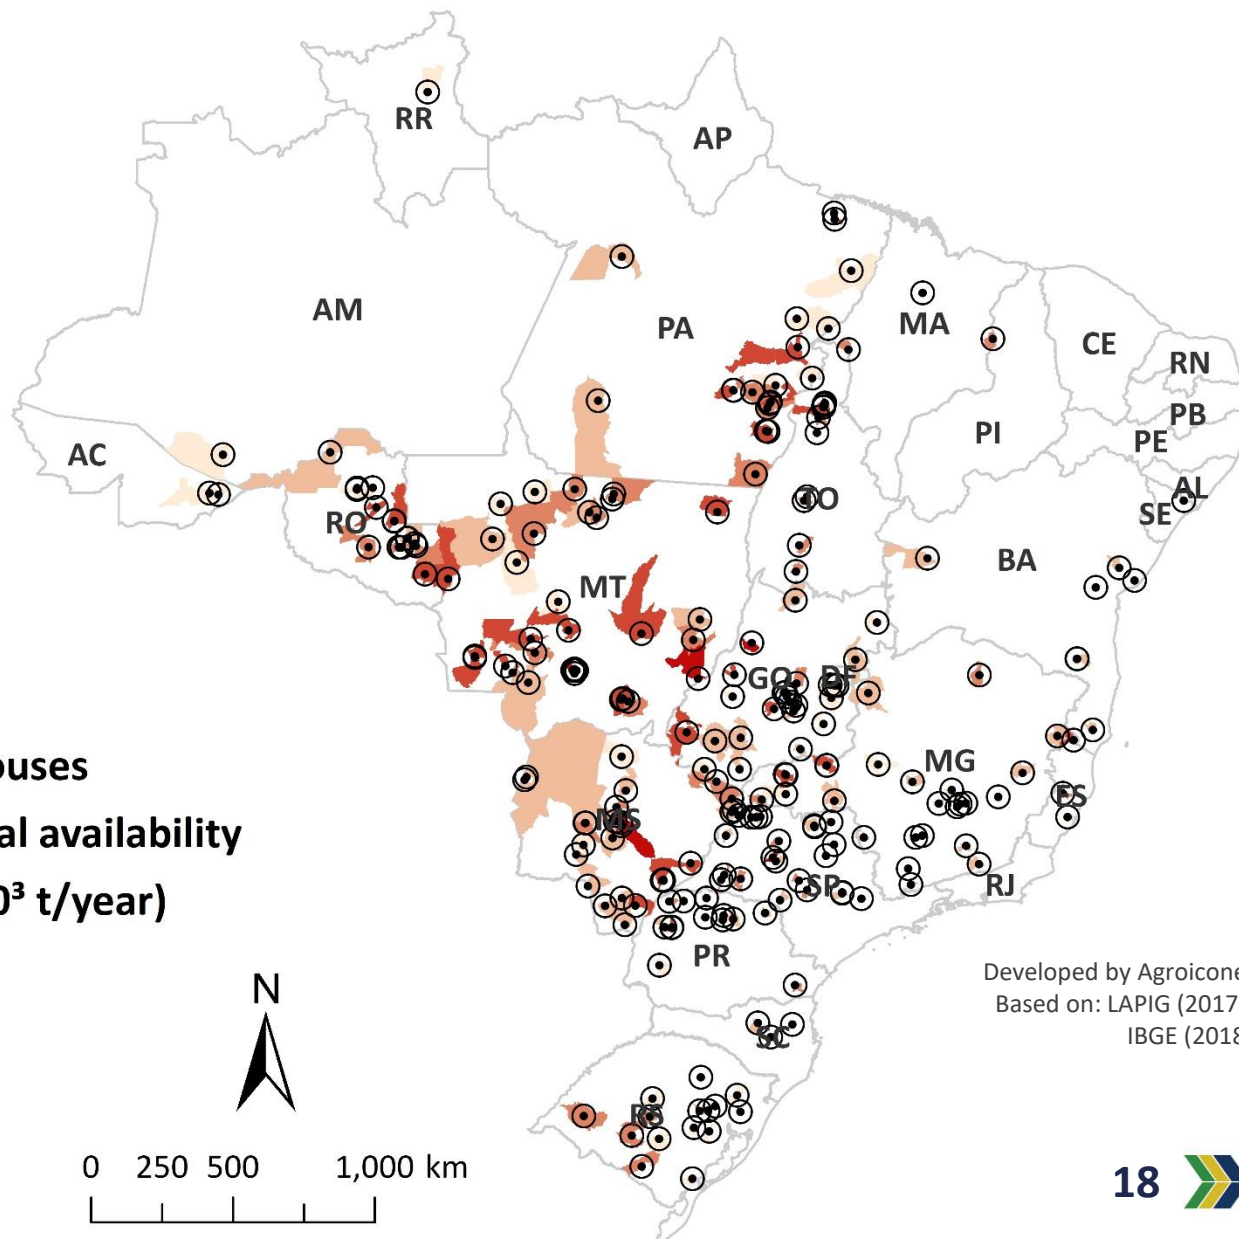 RR
AP
AM
PA
MA
CE
RN
PB
PE
PI
AC
AL
SE
TO
RO
BA
MT
GO
DF
MG
ES
MS
SP
RJ
PR
SC
RS
ouses
al availability
0³ t/year)
N
0 250 500 1,000 km
Developed by Agroicone
Based on: LAPIG (2017
IBGE (2018
18